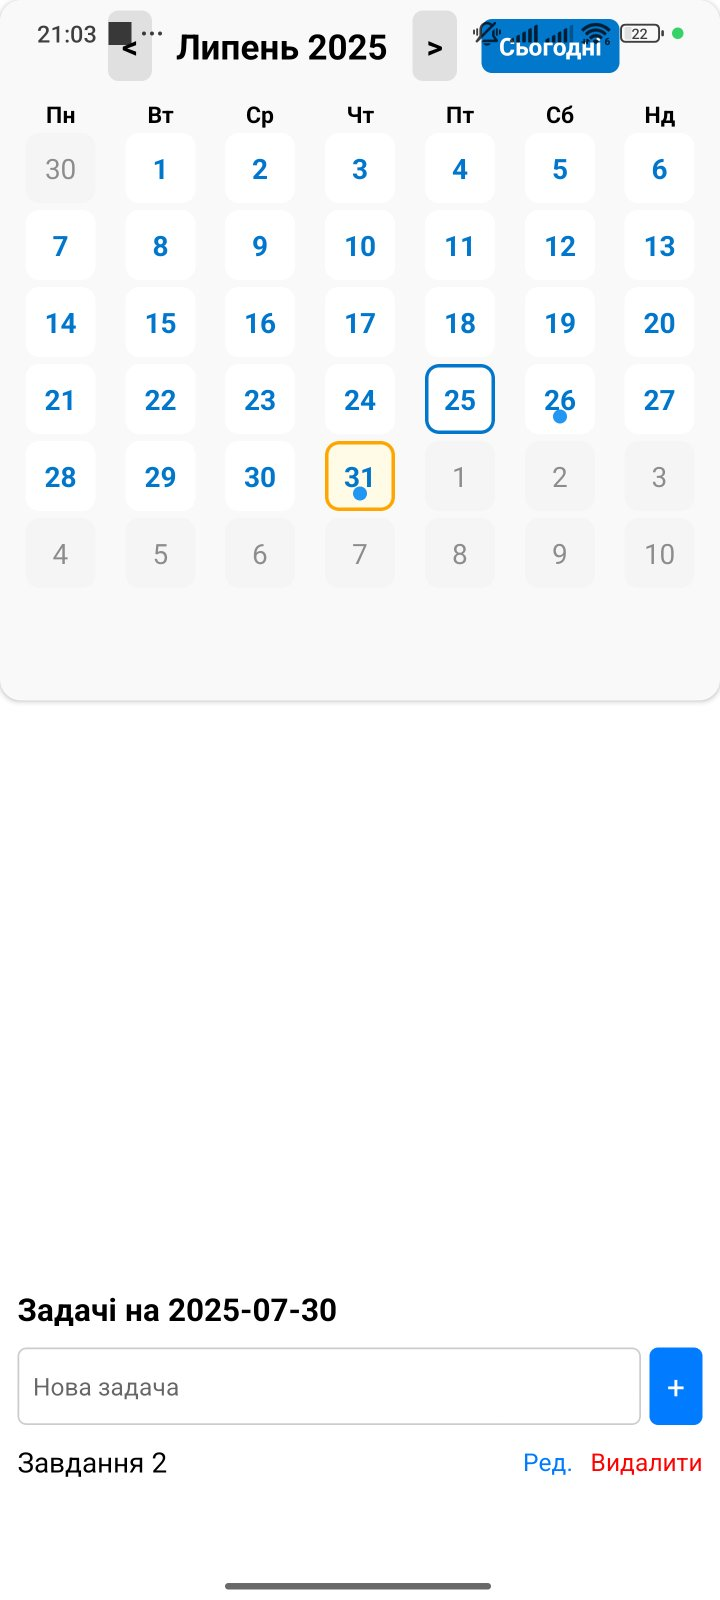 21:03 ... 22
< Липень 2025 > Сьогодні
Пн Вт Ср Чт Пт Сб Нд
30 1 2 3 4 5 6
7 8 9 10 11 12 13
14 15 16 17 18 19 20
21 22 23 24 25 26 27
28 29 30 31 1 2 3
4 5 6 7 8 9 10
Задачі на 2025-07-30
Нова задача +
Завдання 2 Ред. Видалити